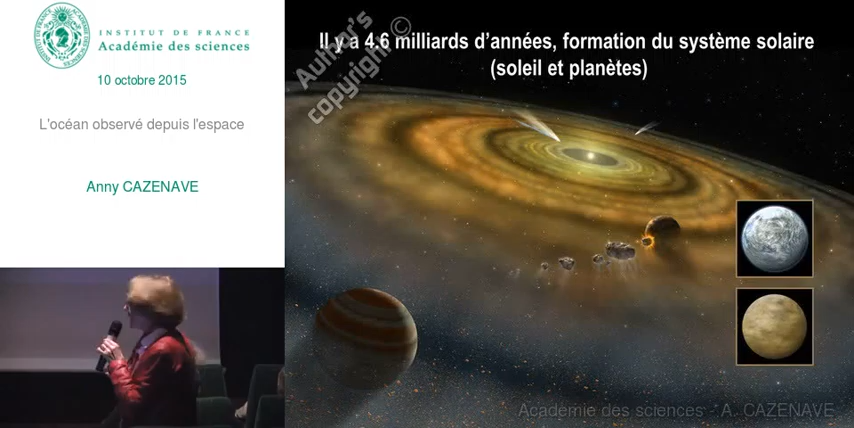 INSTITUT DE FRANCE
Académie des sciences
10 octobre 2015
L'océan observé depuis l'espace
Anny CAZENAVE
Author's
copyright ©
Il y a 4.6 milliards d'années, formation du système solaire
(soleil et planètes)
Académie des sciences - A. CAZENAVE